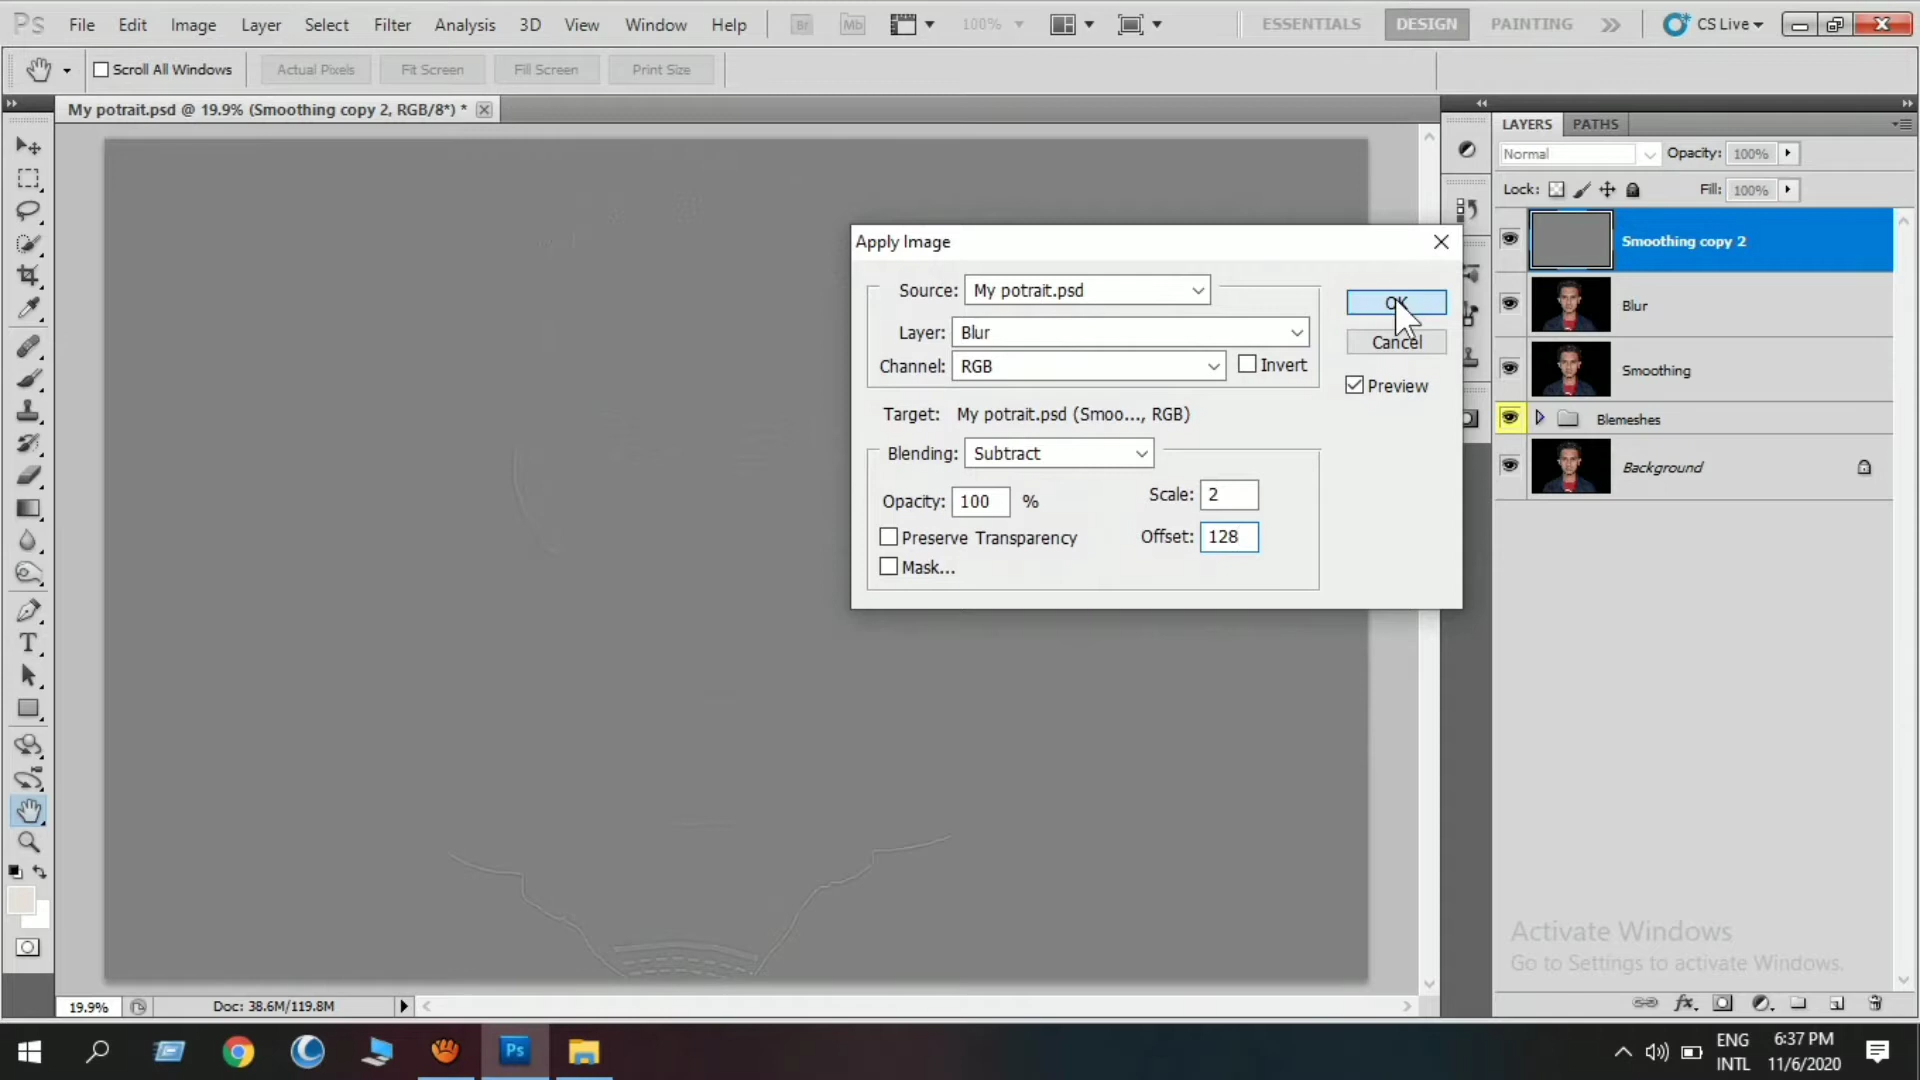 Ps File Edit Image Layer Select Filter Analysis 3D View Window Help Br Mb 100% ESSENTIALS DESIGN PAINTING CS Live
Scroll All Windows Actual Pixels Fit Screen Fill Screen Print Size
My potrait.psd @ 19.9% (Smoothing copy 2, RGB/8*) *
LAYERS PATHS
Normal Opacity: 100%
Lock: Fill: 100%
Smoothing copy 2
Blur
Smoothing
Blemeshes
Background
Apply Image
Source: My potrait.psd
OK
Layer: Blur
Cancel
Channel: RGB Invert
Preview
Target: My potrait.psd (Smoo..., RGB)
Blending: Subtract
Opacity: 100 % Scale: 2
Preserve Transparency Offset: 128
Mask...
T
Activate Windows
Go to Settings to activate Windows.
fx
19.9% Doc: 38.6M/119.8M
Ps
ENG 6:37 PM
INTL 11/6/2020